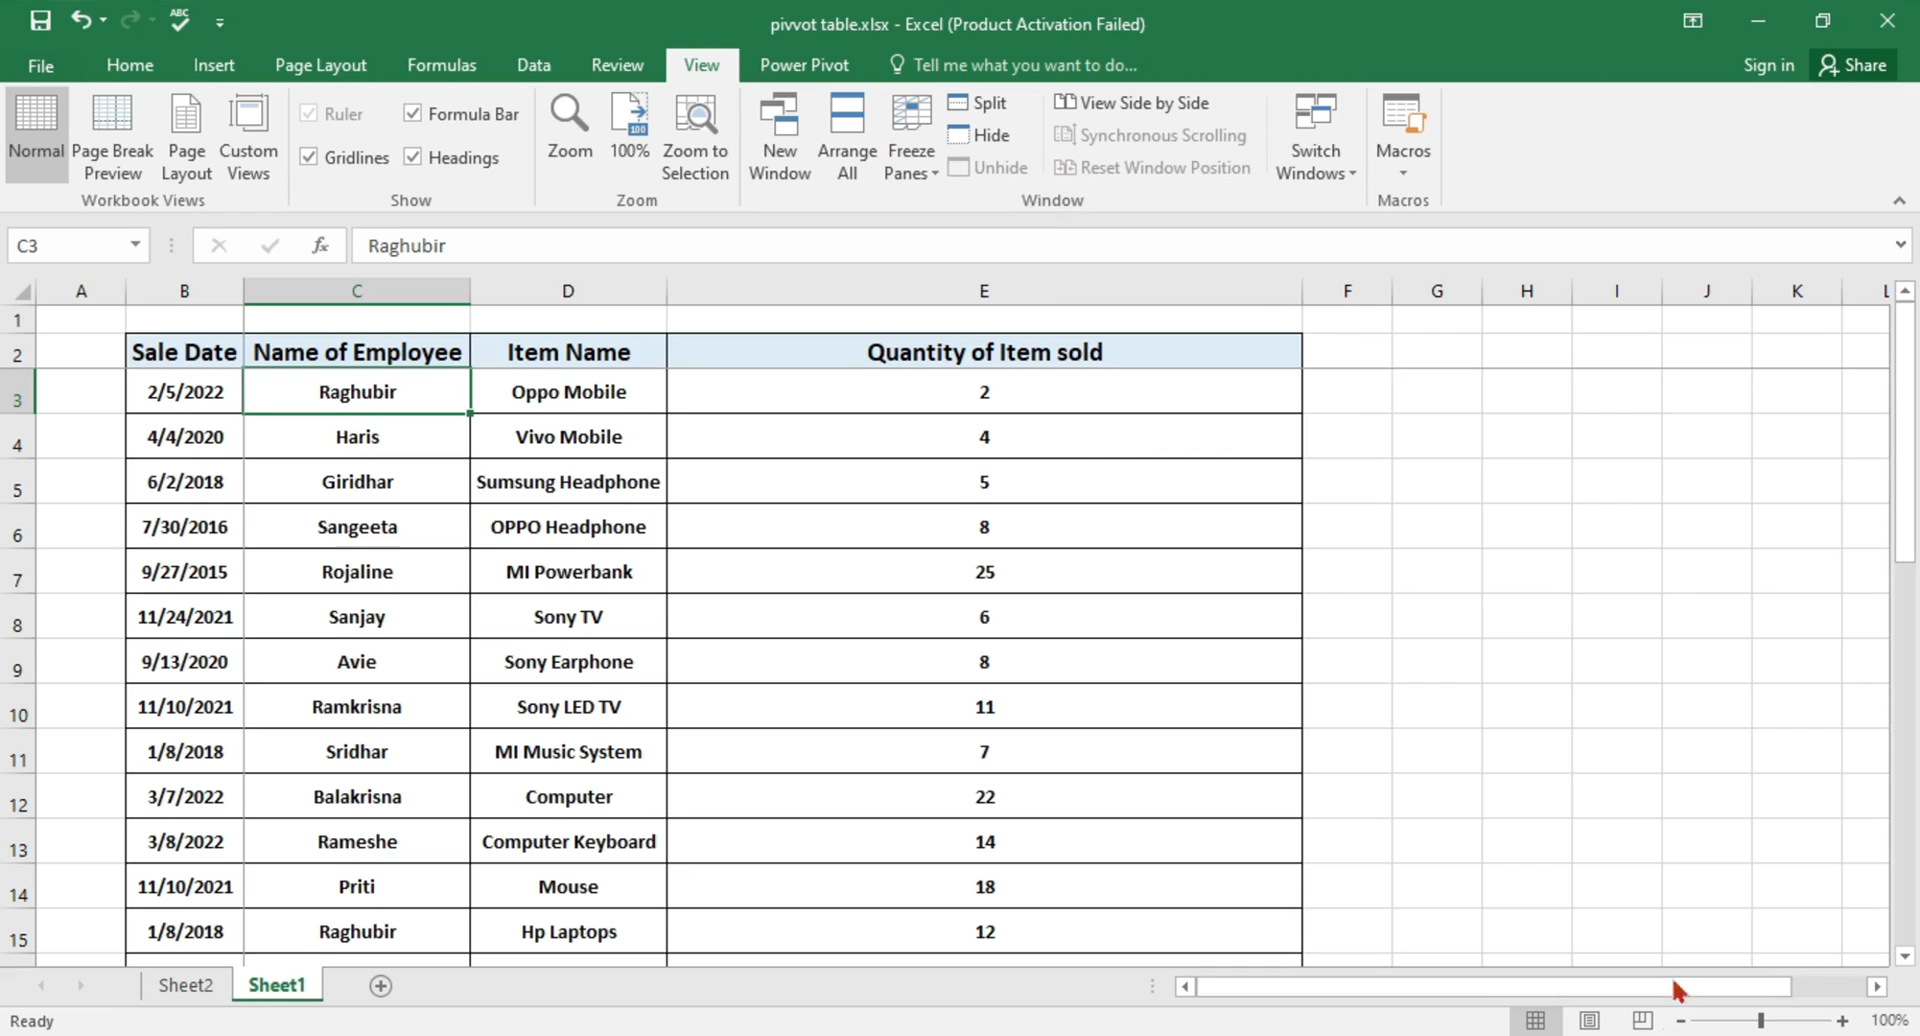 ABC
pivvot table.xlsx - Excel (Product Activation Failed)
File Home Insert Page Layout Formulas Data Review View Power Pivot Tell me what you want to do... Sign in Share
Normal Page Break Preview Page Layout Custom Views
Workbook Views
Ruler Formula Bar
Gridlines Headings
Show
Zoom 100% Zoom to Selection
100
Zoom
New Window Arrange All Freeze Panes
Split View Side by Side
Hide Synchronous Scrolling
Unhide Reset Window Position
Switch Windows
Window
Macros
Macros
C3 fx Raghubir
A B C D E F G H I J K L
1
2 Sale Date Name of Employee Item Name Quantity of Item sold
3 2/5/2022 Raghubir Oppo Mobile 2
4 4/4/2020 Haris Vivo Mobile 4
5 6/2/2018 Giridhar Sumsung Headphone 5
6 7/30/2016 Sangeeta OPPO Headphone 8
7 9/27/2015 Rojaline MI Powerbank 25
8 11/24/2021 Sanjay Sony TV 6
9 9/13/2020 Avie Sony Earphone 8
10 11/10/2021 Ramkrisna Sony LED TV 11
11 1/8/2018 Sridhar MI Music System 7
12 3/7/2022 Balakrisna Computer 22
13 3/8/2022 Rameshe Computer Keyboard 14
14 11/10/2021 Priti Mouse 18
15 1/8/2018 Raghubir Hp Laptops 12
Sheet2 Sheet1
Ready 100%